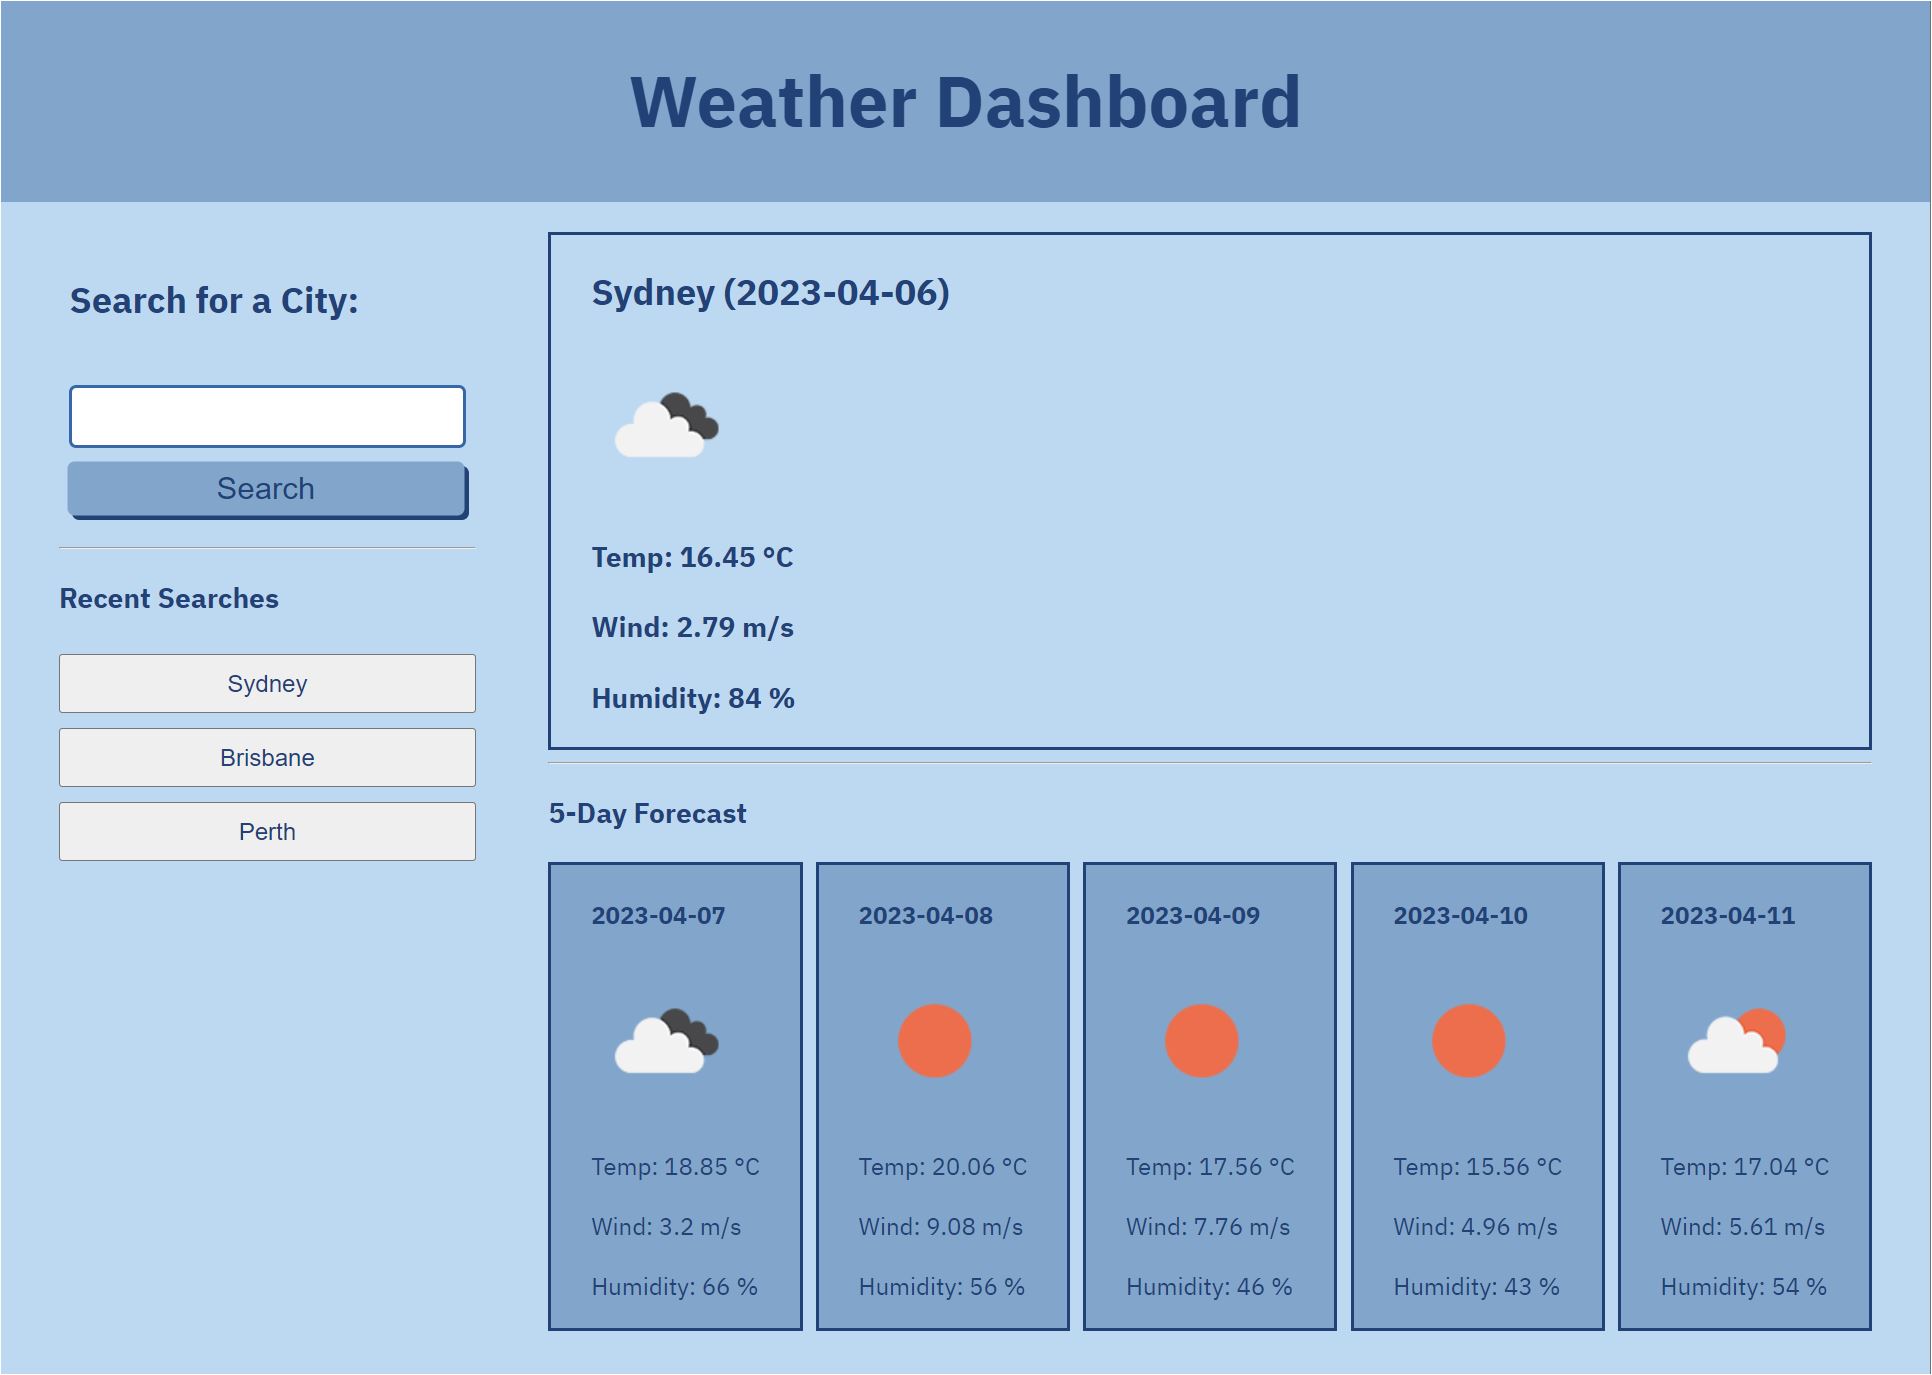 Weather Dashboard
Search for a City:
Search
Recent Searches
Sydney
Brisbane
Perth
Sydney (2023-04-06)
Temp: 16.45 °C
Wind: 2.79 m/s
Humidity: 84 %
5-Day Forecast
2023-04-07
Temp: 18.85 °C
Wind: 3.2 m/s
Humidity: 66 %
2023-04-08
Temp: 20.06 °C
Wind: 9.08 m/s
Humidity: 56 %
2023-04-09
Temp: 17.56 °C
Wind: 7.76 m/s
Humidity: 46 %
2023-04-10
Temp: 15.56 °C
Wind: 4.96 m/s
Humidity: 43 %
2023-04-11
Temp: 17.04 °C
Wind: 5.61 m/s
Humidity: 54 %